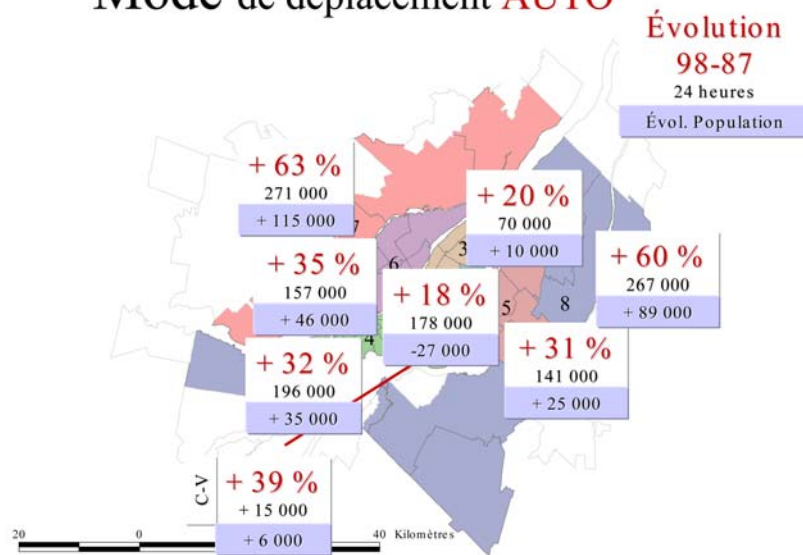 Mode de déplacement AUTO
Évolution
98-87
24 heures
Évol. Population
+ 63 %
271 000
+ 115 000
7
+ 20 %
70 000
+ 10 000
3
6
+ 35 %
157 000
+ 46 000
+ 60 %
267 000
+ 89 000
+ 18 %
178 000
-27 000
5
8
4
+ 32 %
196 000
+ 35 000
+ 31 %
141 000
+ 25 000
C-V
+ 39 %
+ 15 000
+ 6 000
20 0 40 Kilomètres